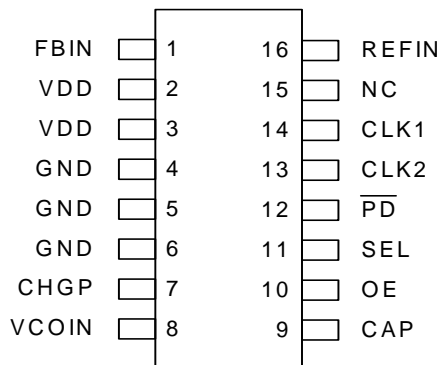 FBIN 1 16 REFIN
VDD 2 15 NC
VDD 3 14 CLK1
GND 4 13 CLK2
GND 5 12 PD
GND 6 11 SEL
CHGP 7 10 OE
VCOIN 8 9 CAP